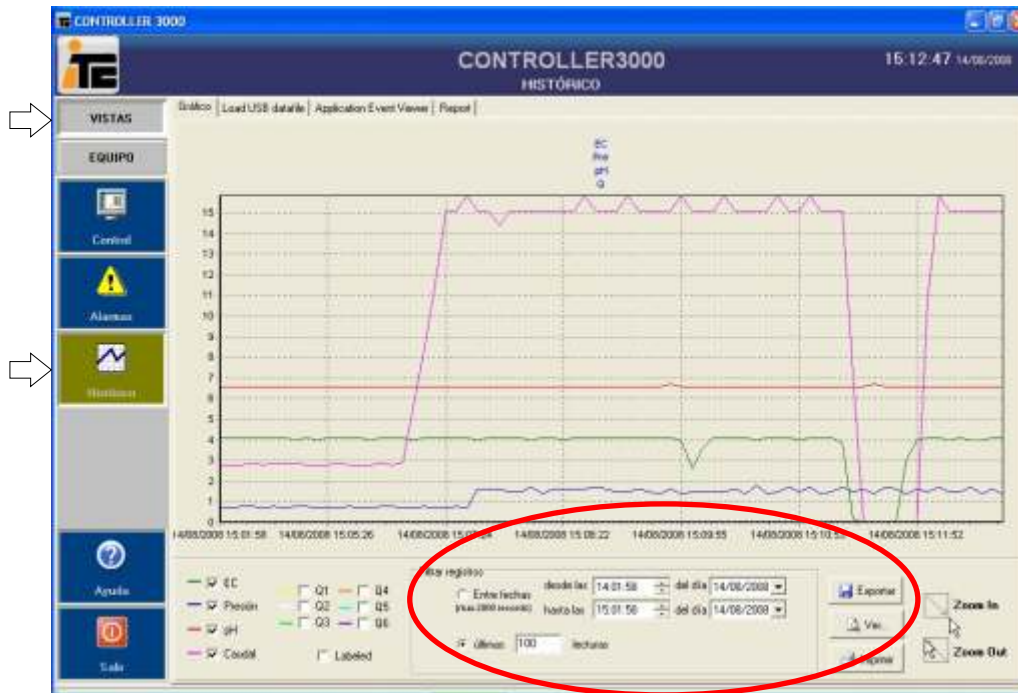 CONTROLLER 3000
iTE
CONTROLLER3000
HISTÓRICO
15:12:47 14/08/2008
VISTAS
EQUIPO
Control
Alarmas
Histórico
Ayuda
Salir
Gráfico
Load USB datafile
Application Event Viewer
Report
EC
Pre
pH
Q
15
14
13
12
11
10
9
8
7
6
5
4
3
2
1
0
14/08/2008 15:01:58
14/08/2008 15:05:26
14/08/2008 15:08:22
14/08/2008 15:09:55
14/08/2008 15:11:52
EC
Presión
pH
Caudal
Q1
Q2
Q3
Q4
Q5
Q6
Labeled
registros
Entre fechas
desde las 14:01:58 del día 14/08/2008
hasta las 15:01:58 del día 14/08/2008
últimas 100 lecturas
Exportar
Ver...
Zoom In
Zoom Out